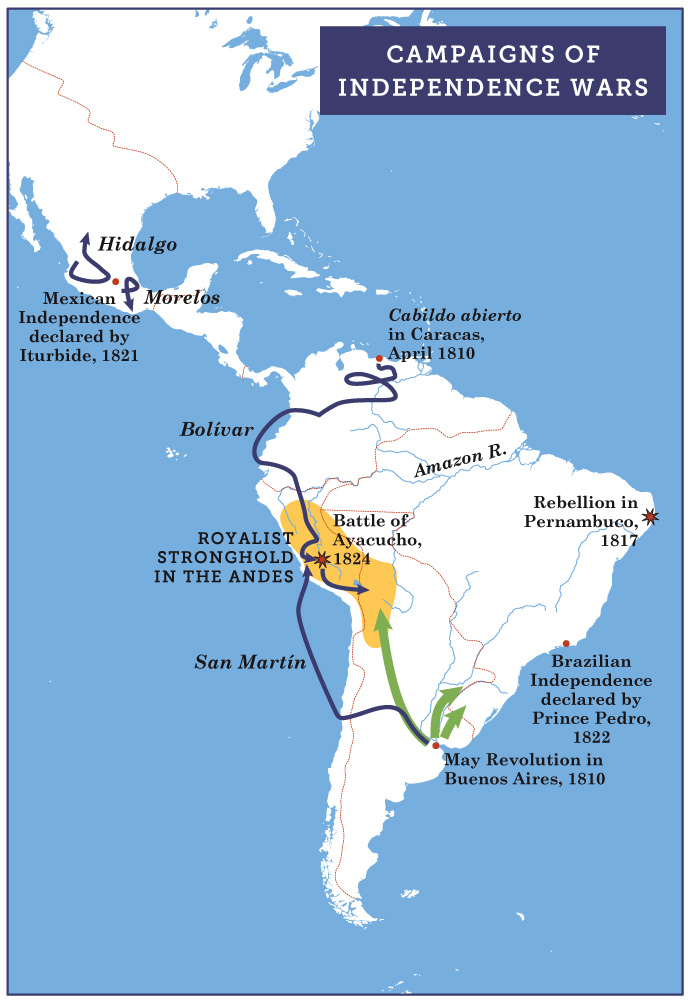 CAMPAIGNS OF
INDEPENDENCE WARS
Hidalgo
Morelos
Mexican
Independence
declared by
Iturbide, 1821
Cabildo abierto
in Caracas,
April 1810
Bolívar
Amazon R.
Rebellion in
Pernambuco,
1817
Battle of
Ayacucho,
1824
ROYALIST
STRONGHOLD
IN THE ANDES
San Martín
Brazilian
Independence
declared by
Prince Pedro,
1822
May Revolution in
Buenos Aires, 1810